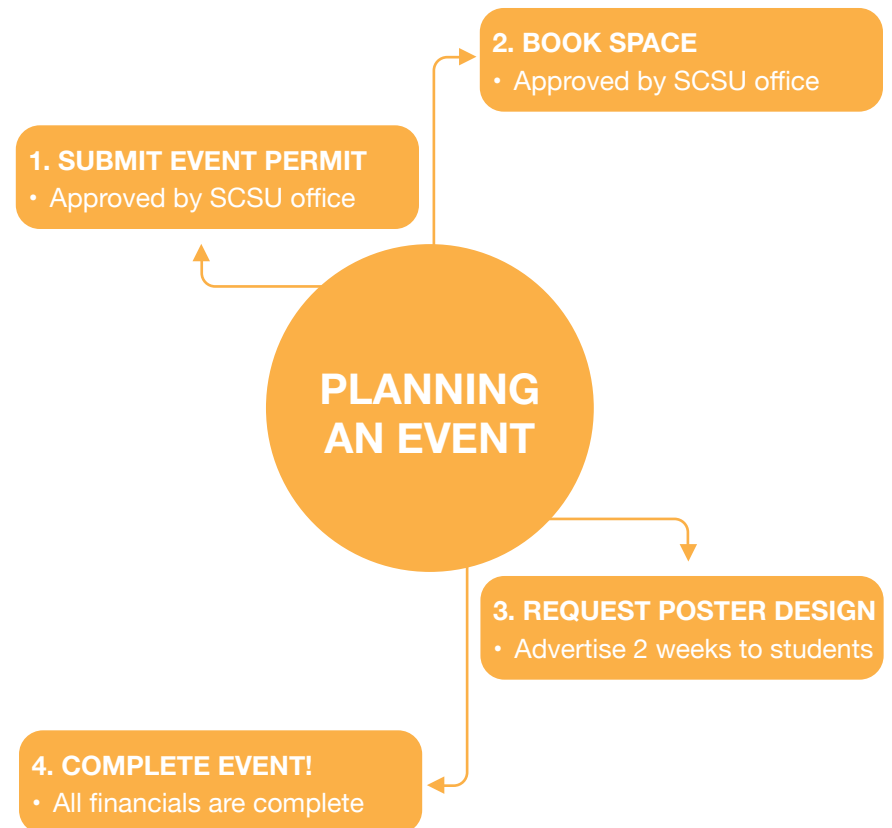 1. SUBMIT EVENT PERMIT
• Approved by SCSU office
2. BOOK SPACE
• Approved by SCSU office
PLANNING
AN EVENT
3. REQUEST POSTER DESIGN
• Advertise 2 weeks to students
4. COMPLETE EVENT!
• All financials are complete